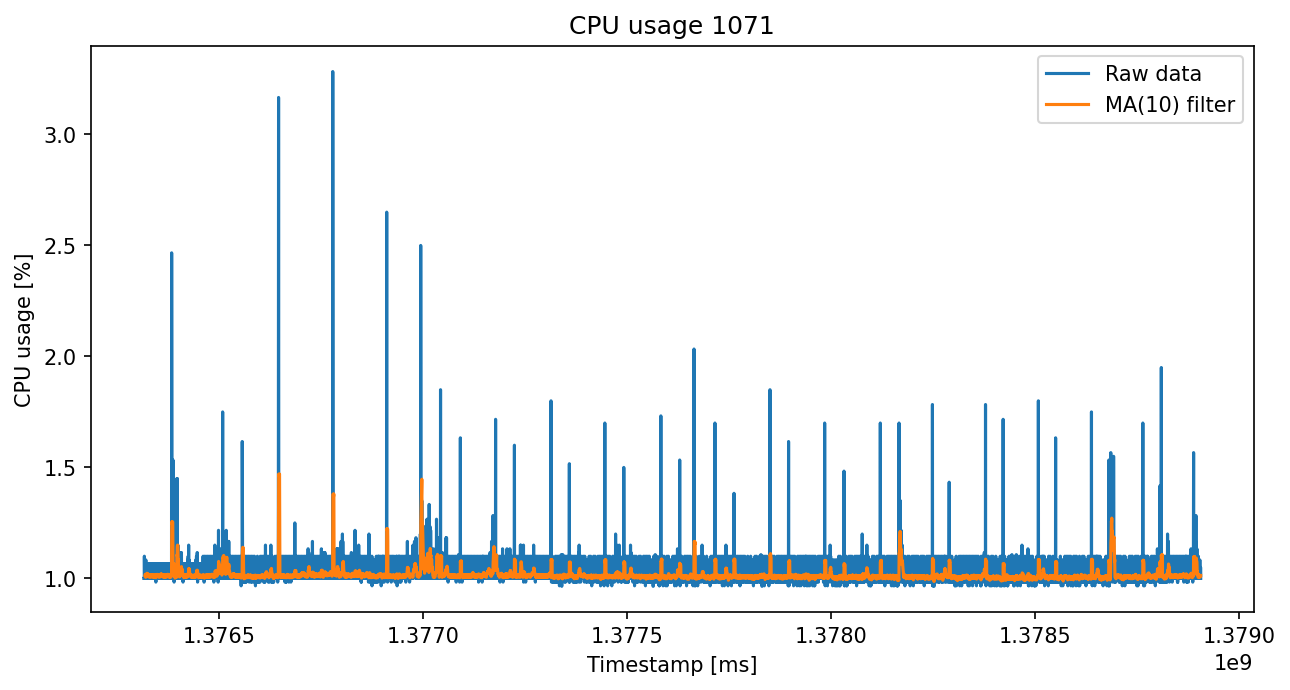 CPU usage 1071
Raw data
MA(10) filter
CPU usage [%]
3.0
2.5
2.0
1.5
1.0
1.3765 1.3770 1.3775 1.3780 1.3785 1.3790
1e9
Timestamp [ms]